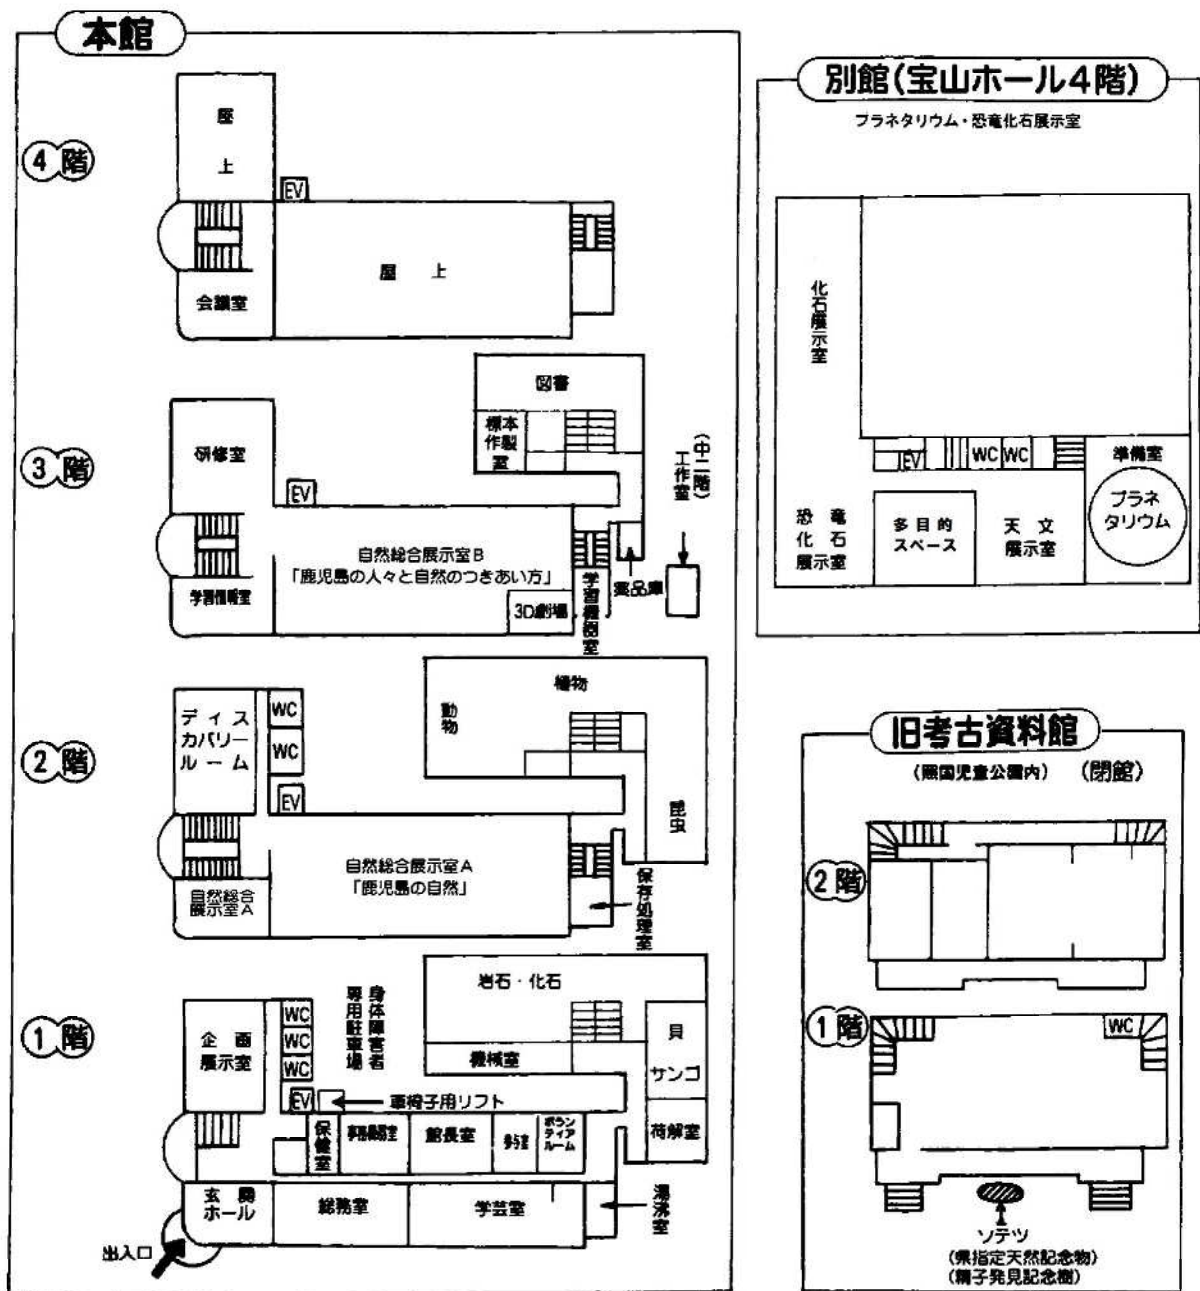 本館
④階
屋上
EV
屋上
会議室
③階
図書
標本
作製
室
研修室
EV
(中二階)
工作室
自然総合展示室B
「鹿児島の人々と自然のつきあい方」
学習情報室
3D劇場
学習機器室
薬品庫
②階
ディス
カバリー
ルーム
WC
WC
EV
植物
動物
昆虫
自然総合展示室A
「鹿児島の自然」
自然総合
展示室A
保存処理室
①階
企画
展示室
WC
WC
WC
EV
身体障害者
専用駐車場
車椅子用リフト
岩石・化石
機械室
貝
サンゴ
荷解室
保健室
館長室
ボラン
ティア
ルーム
玄関
ホール
総務室
学芸室
湯沸室
出入口
別館(宝山ホール4階)
プラネタリウム・恐竜化石展示室
化石展示室
EV
WC
WC
準備室
プラネ
タリウム
恐竜
化石
展示室
多目的
スペース
天文
展示室
旧考古資料館
(照国児童公園内) (閉館)
②階
①階
WC
ソテツ
(県指定天然記念物)
(精子発見記念樹)